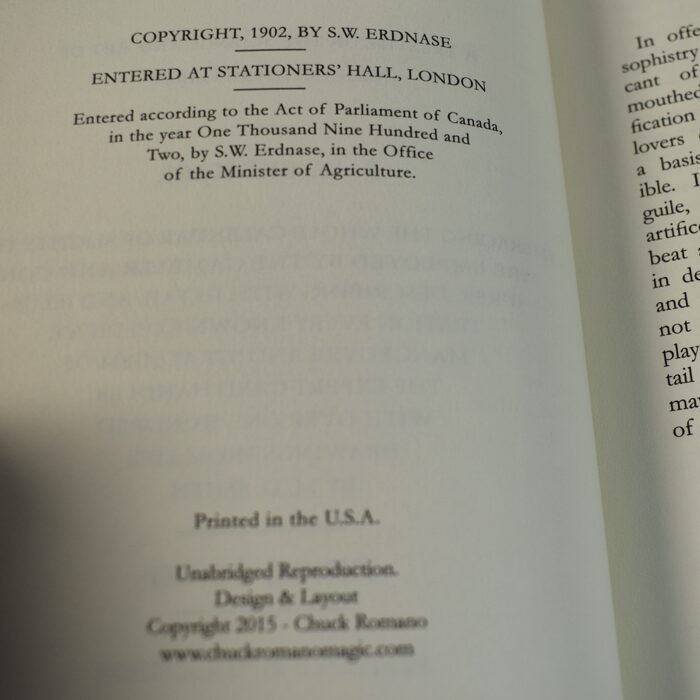 COPYRIGHT, 1902, BY S.W. ERDNASE
ENTERED AT STATIONERS' HALL, LONDON
Entered according to the Act of Parliament of Canada,
in the year One Thousand Nine Hundred and
Two, by S.W. Erdnase, in the Office
of the Minister of Agriculture.
Printed in the U.S.A.
Unabridged Reproduction.
Design & Layout
Copyright 2015 - Chuck Romano
www.chuckromanomagic.com
In offe
sophistry
cant of
mouthed
fication
lovers
a basis
ible. I
guile,
artific
beat a
in de
and
not
play
tail
may
of